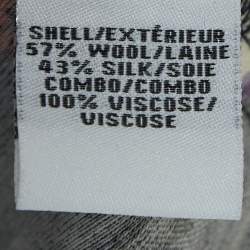 SHELL/EXTÉRIEUR
57% WOOL/LAINE
43% SILK/SOIE
COMBO/COMBO
100% VISCOSE/
VISCOSE